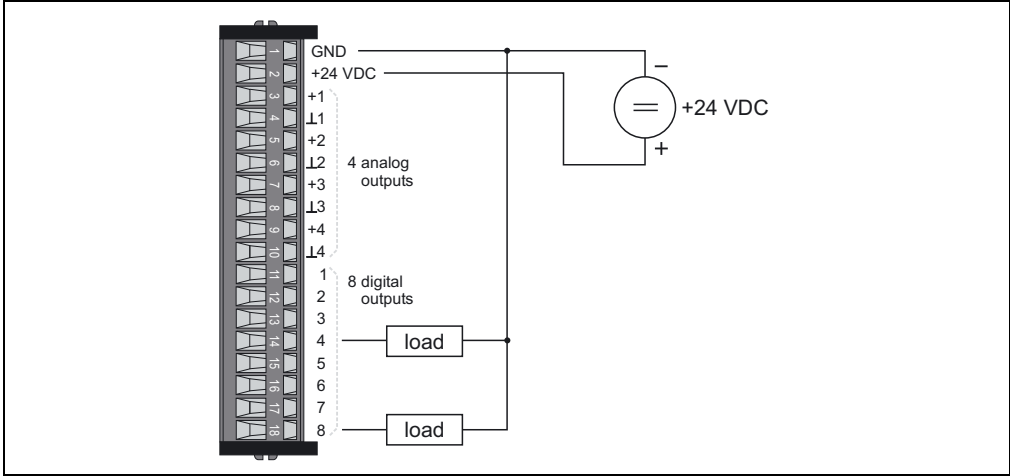 1 GND
2 +24 VDC
3 +1
4 ⊥1
5 +2
6 ⊥2
7 +3
8 ⊥3
9 +4
10 ⊥4
4 analog
outputs
11 1
12 2
13 3
14 4
15 5
16 6
17 7
18 8
8 digital
outputs
load
load
−
+24 VDC
+